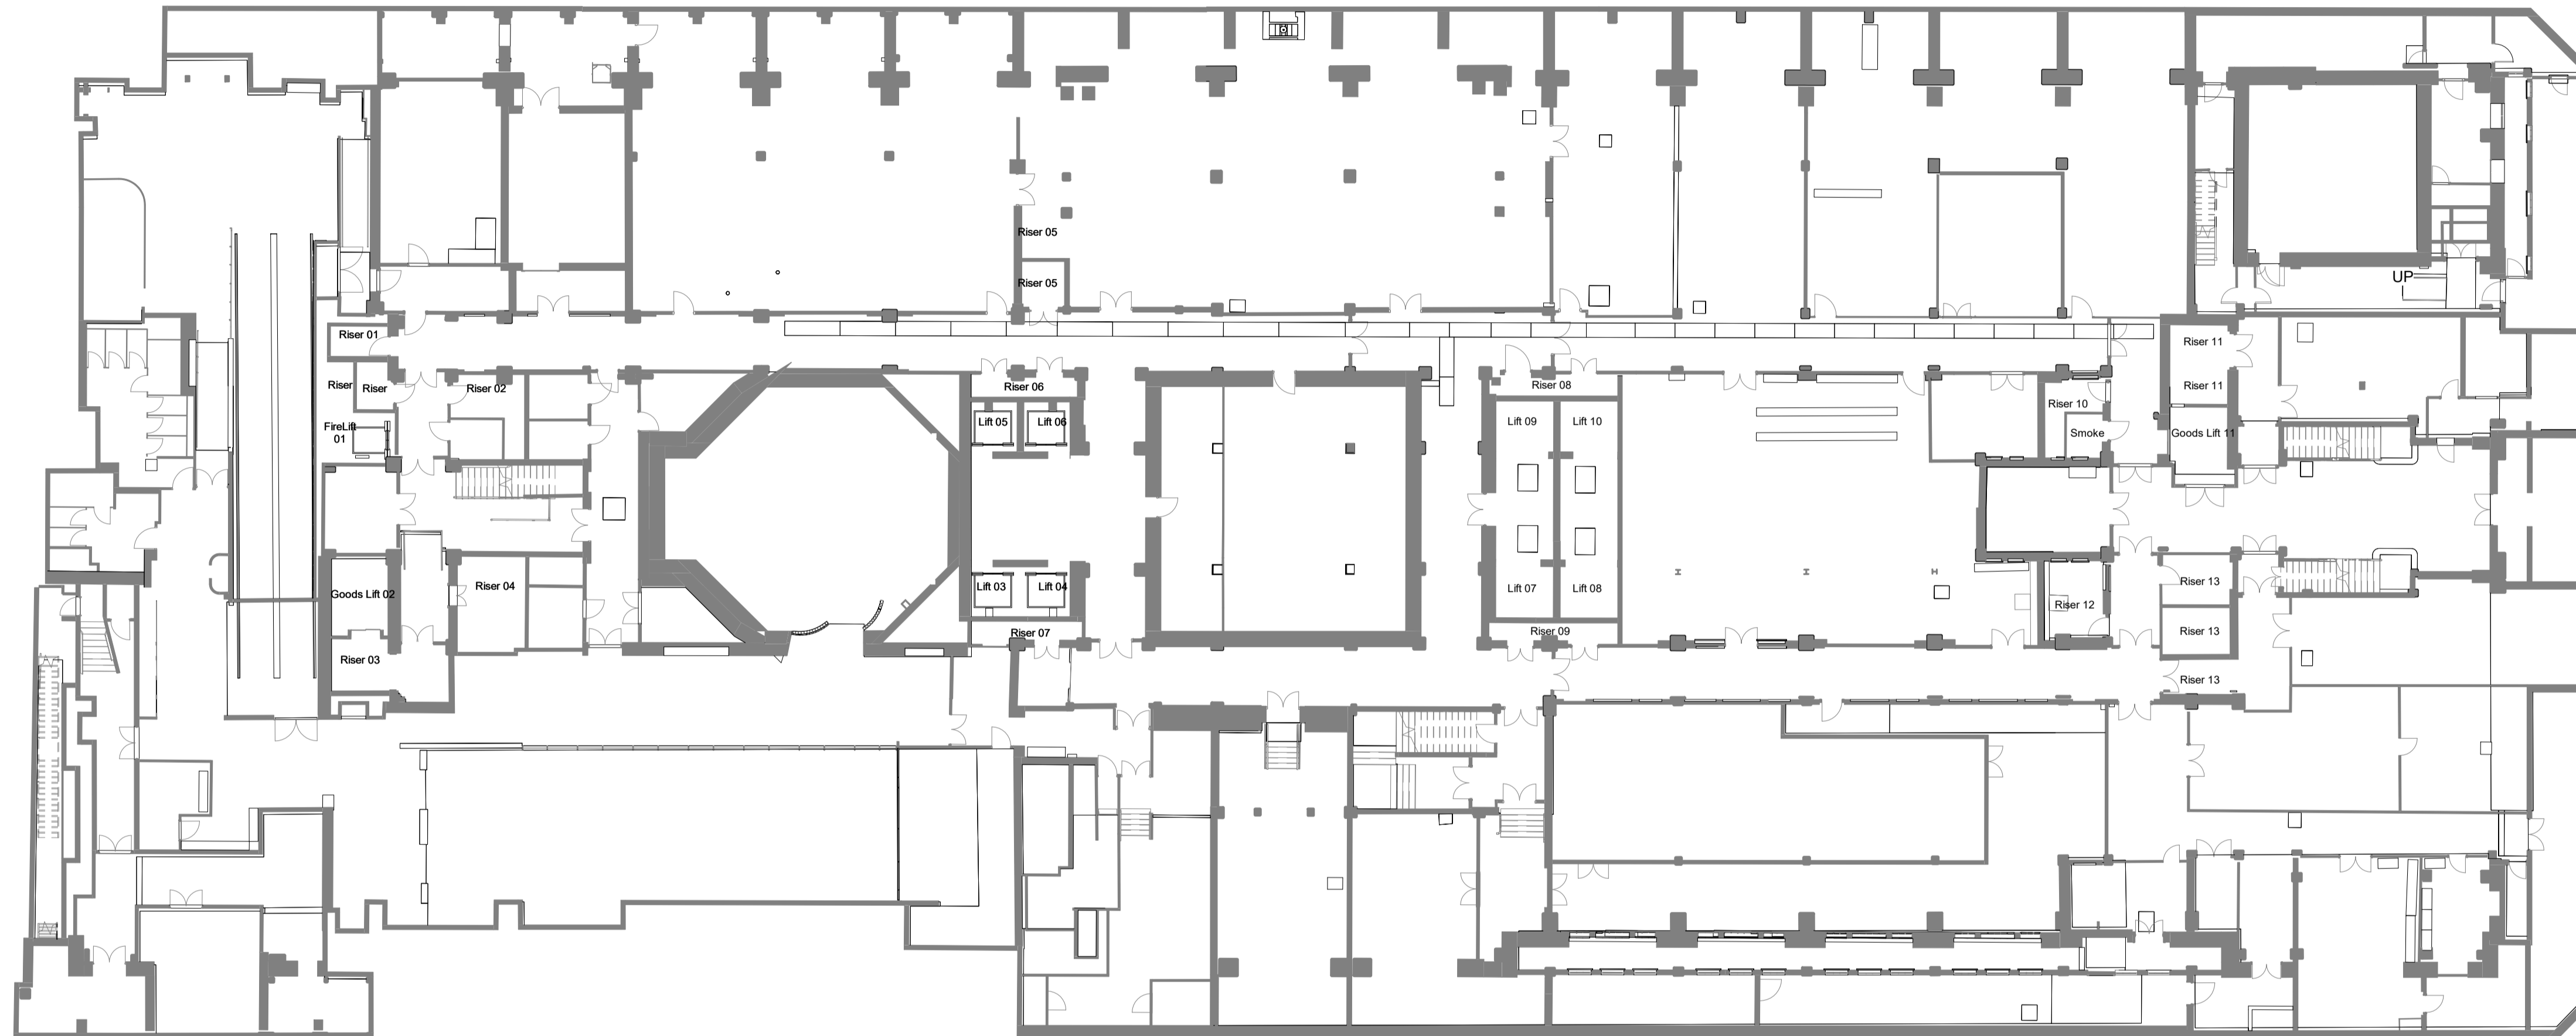 Riser 05
Riser 05
UP
Riser 01
Riser 11
Riser
Riser
Riser 02
Riser 06
Riser 08
Riser 11
Riser 10
FireLift
01
Lift 05
Lift 06
Lift 09
Lift 10
Smoke
Goods Lift 11
Goods Lift 02
Riser 04
Lift 03
Lift 04
Lift 07
Lift 08
Riser 13
Riser 12
Riser 03
Riser 07
Riser 09
Riser 13
Riser 13